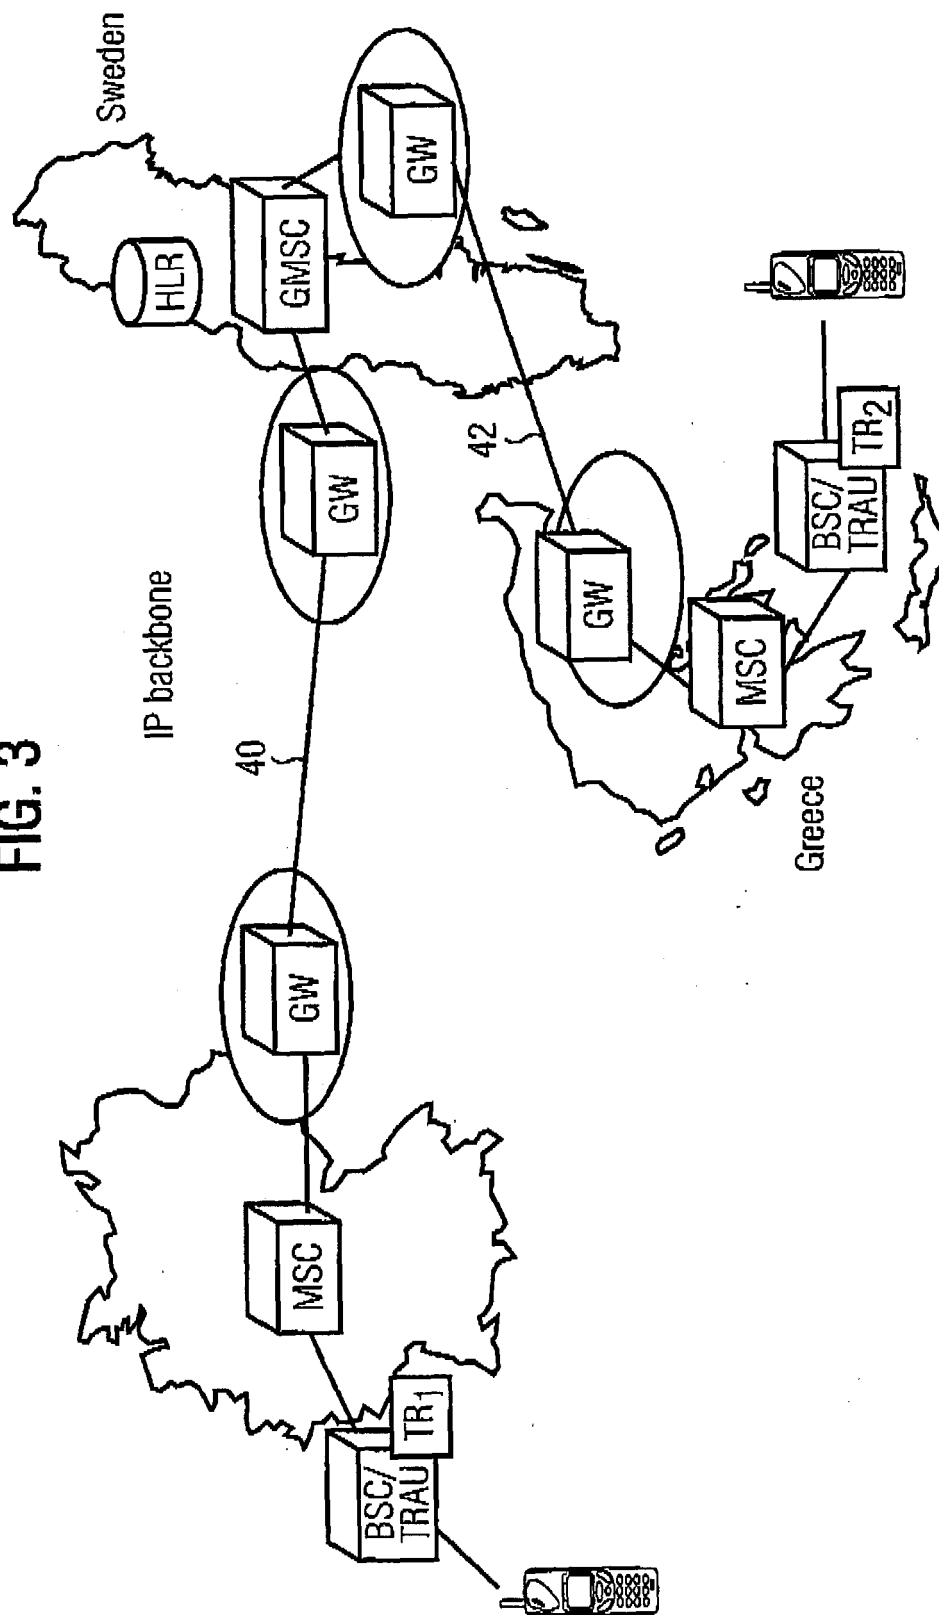 FIG. 3
IP backbone
Sweden
HLR
GMSC
GW
GW
40
42
GW
MSC
BSC/
TRAU
TR1
GW
MSC
BSC/
TRAU
TR2
Greece